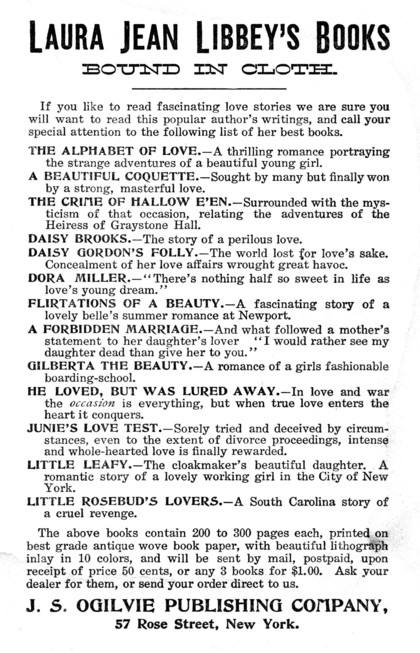 LAURA JEAN LIBBEY'S BOOKS
BOUND IN CLOTH.
If you like to read fascinating love stories we are sure you
will want to read this popular author's writings, and call your
special attention to the following list of her best books.
THE ALPHABET OF LOVE.—A thrilling romance portraying
the strange adventures of a beautiful young girl.
A BEAUTIFUL COQUETTE.—Sought by many but finally won
by a strong, masterful love.
THE CRIME OF HALLOW E'EN.—Surrounded with the mys-
ticism of that occasion, relating the adventures of the
Heiress of Graystone Hall.
DAISY BROOKS.—The story of a perilous love.
DAISY GORDON'S FOLLY.—The world lost for love's sake.
Concealment of her love affairs wrought great havoc.
DORA MILLER.—"There's nothing half so sweet in life as
love's young dream."
FLIRTATIONS OF A BEAUTY.—A fascinating story of a
lovely belle's summer romance at Newport.
A FORBIDDEN MARRIAGE.—And what followed a mother's
statement to her daughter's lover "I would rather see my
daughter dead than give her to you."
GILBERTA THE BEAUTY.—A romance of a girls fashionable
boarding-school.
HE LOVED, BUT WAS LURED AWAY.—In love and war
the occasion is everything, but when true love enters the
heart it conquers.
JUNIE'S LOVE TEST.—Sorely tried and deceived by circum-
stances, even to the extent of divorce proceedings, intense
and whole-hearted love is finally rewarded.
LITTLE LEAFY.—The cloakmaker's beautiful daughter. A
romantic story of a lovely working girl in the City of New
York.
LITTLE ROSEBUD'S LOVERS.—A South Carolina story of
a cruel revenge.
The above books contain 200 to 300 pages each, printed on
best grade antique wove book paper, with beautiful lithograph
inlay in 10 colors, and will be sent by mail, postpaid, upon
receipt of price 50 cents, or any 3 books for $1.00. Ask your
dealer for them, or send your order direct to us.
J. S. OGILVIE PUBLISHING COMPANY,
57 Rose Street, New York.